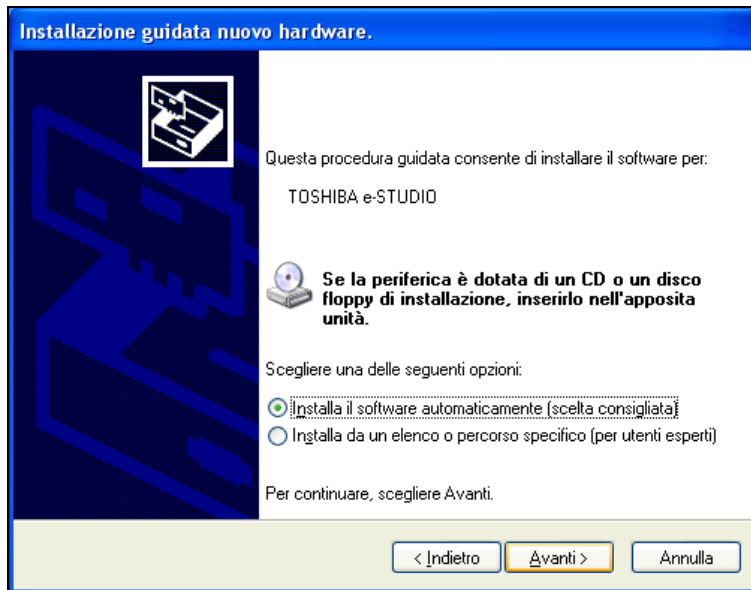 Installazione guidata nuovo hardware.
Questa procedura guidata consente di installare il software per:
TOSHIBA e-STUDIO
Se la periferica è dotata di un CD o un disco
floppy di installazione, inserirlo nell'apposita
unità.
Scegliere una delle seguenti opzioni:
Installa il software automaticamente (scelta consigliata)
Installa da un elenco o percorso specifico (per utenti esperti)
Per continuare, scegliere Avanti.
< Indietro
Avanti >
Annulla